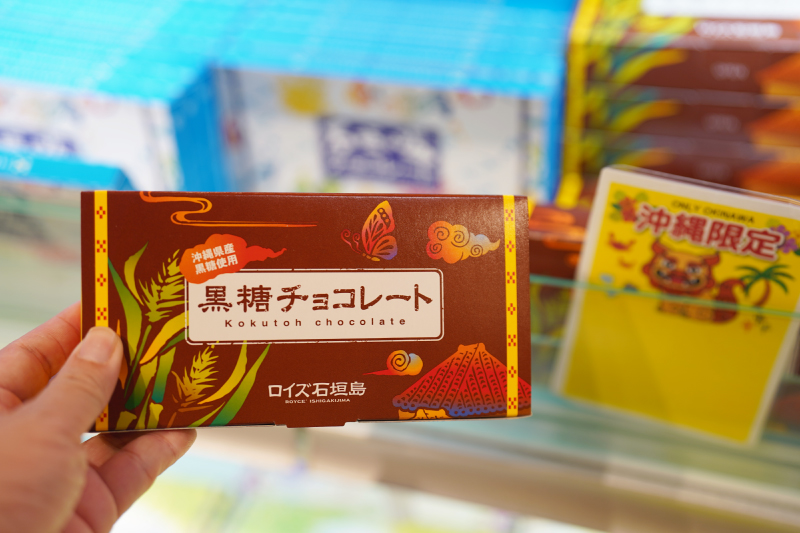 沖縄県産
黒糖使用
黒糖チョコレート
Kokutoh chocolate
ロイズ石垣島
ROYCE' ISHIGAKIJIMA
ONLY OKINAWA
沖縄限定